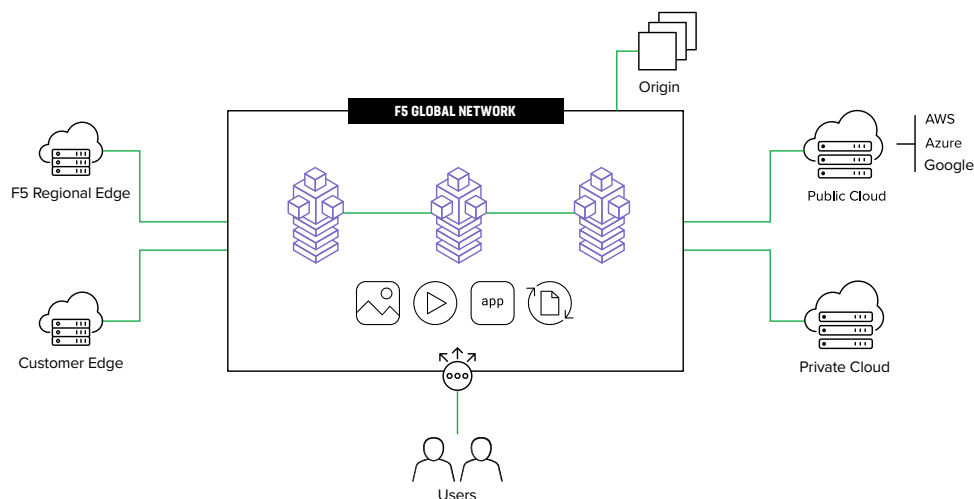 Origin
F5 GLOBAL NETWORK
AWS
Azure
Google
F5 Regional Edge
Public Cloud
app
Customer Edge
Private Cloud
Users